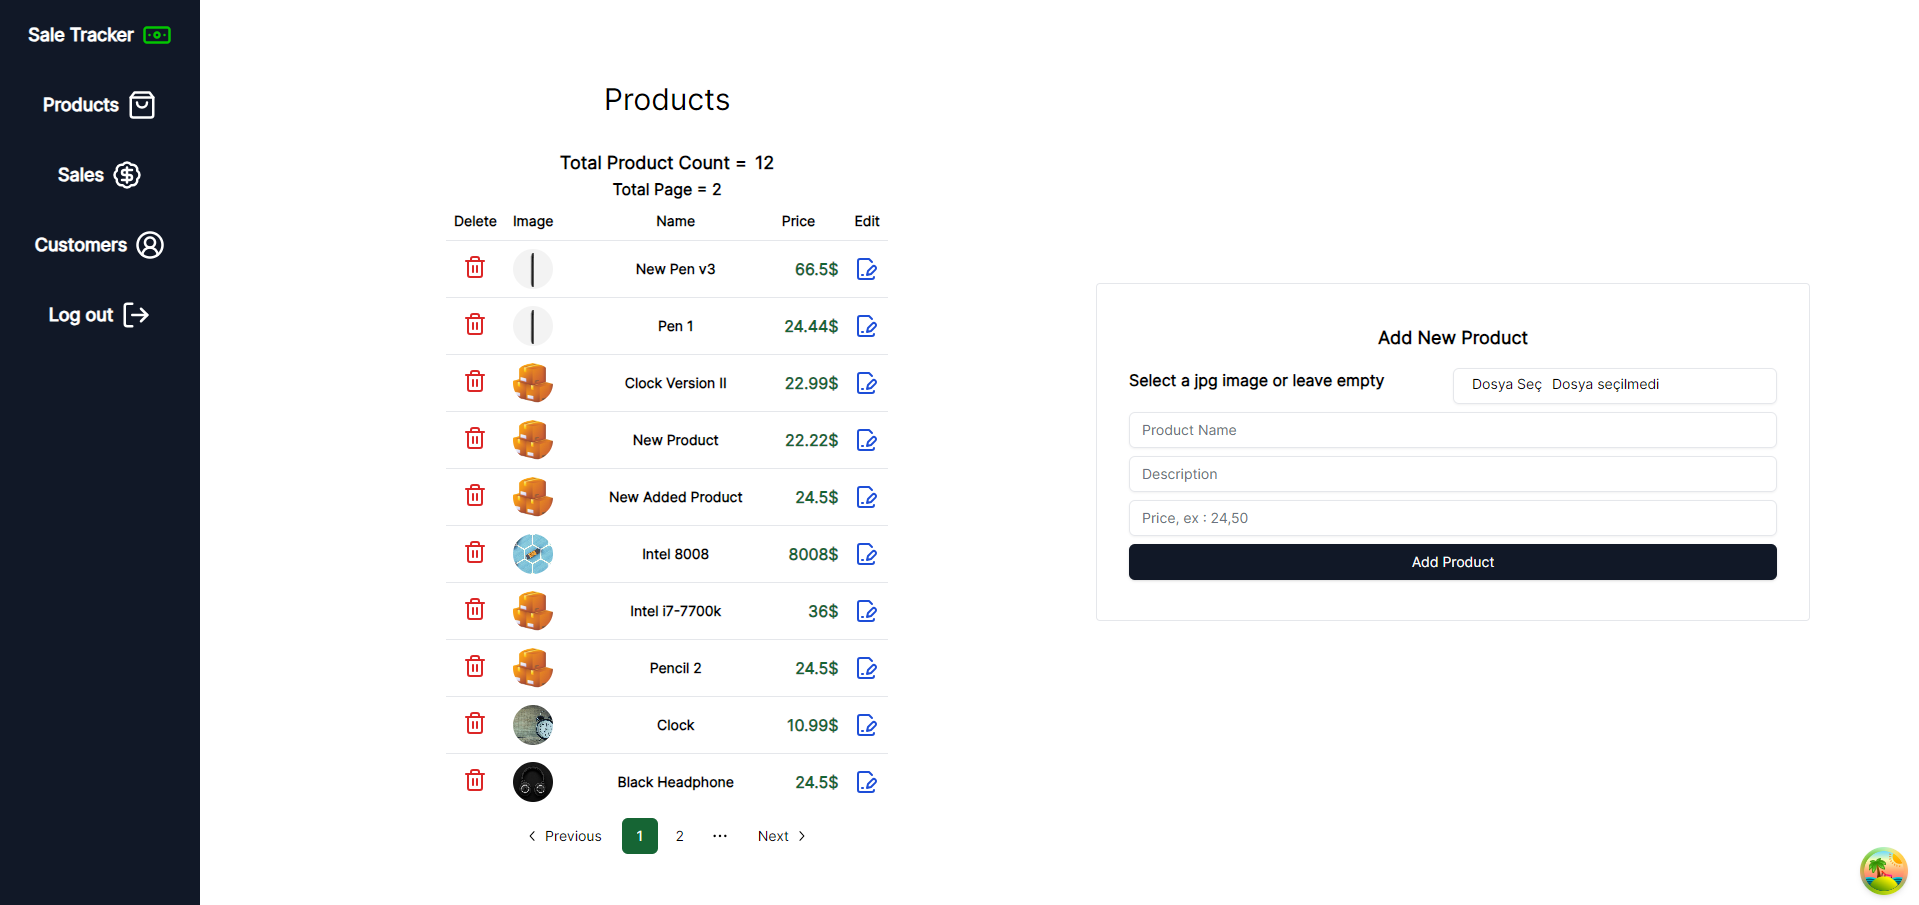 Sale Tracker
Products
Sales
Customers
Log out
Products
Total Product Count = 12
Total Page = 2
Delete Image Name Price Edit
New Pen v3 66.5$
Pen 1 24.44$
Clock Version II 22.99$
New Product 22.22$
New Added Product 24.5$
Intel 8008 8008$
Intel i7-7700k 36$
Pencil 2 24.5$
Clock 10.99$
Black Headphone 24.5$
Previous 1 2 ··· Next
Add New Product
Select a jpg image or leave empty Dosya Seç Dosya seçilmedi
Product Name
Description
Price, ex : 24,50
Add Product